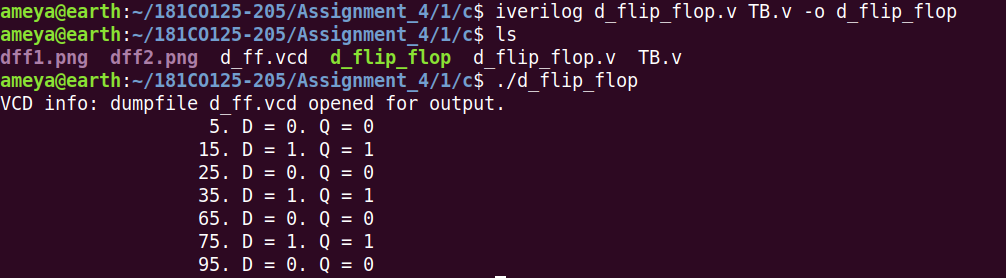 ameya@earth:~/181CO125-205/Assignment_4/1/c$ iverilog d_flip_flop.v TB.v -o d_flip_flop
ameya@earth:~/181CO125-205/Assignment_4/1/c$ ls
dff1.png  dff2.png  d_ff.vcd  d_flip_flop  d_flip_flop.v  TB.v
ameya@earth:~/181CO125-205/Assignment_4/1/c$ ./d_flip_flop
VCD info: dumpfile d_ff.vcd opened for output.
5. D = 0. Q = 0
15. D = 1. Q = 1
25. D = 0. Q = 0
35. D = 1. Q = 1
65. D = 0. Q = 0
75. D = 1. Q = 1
95. D = 0. Q = 0